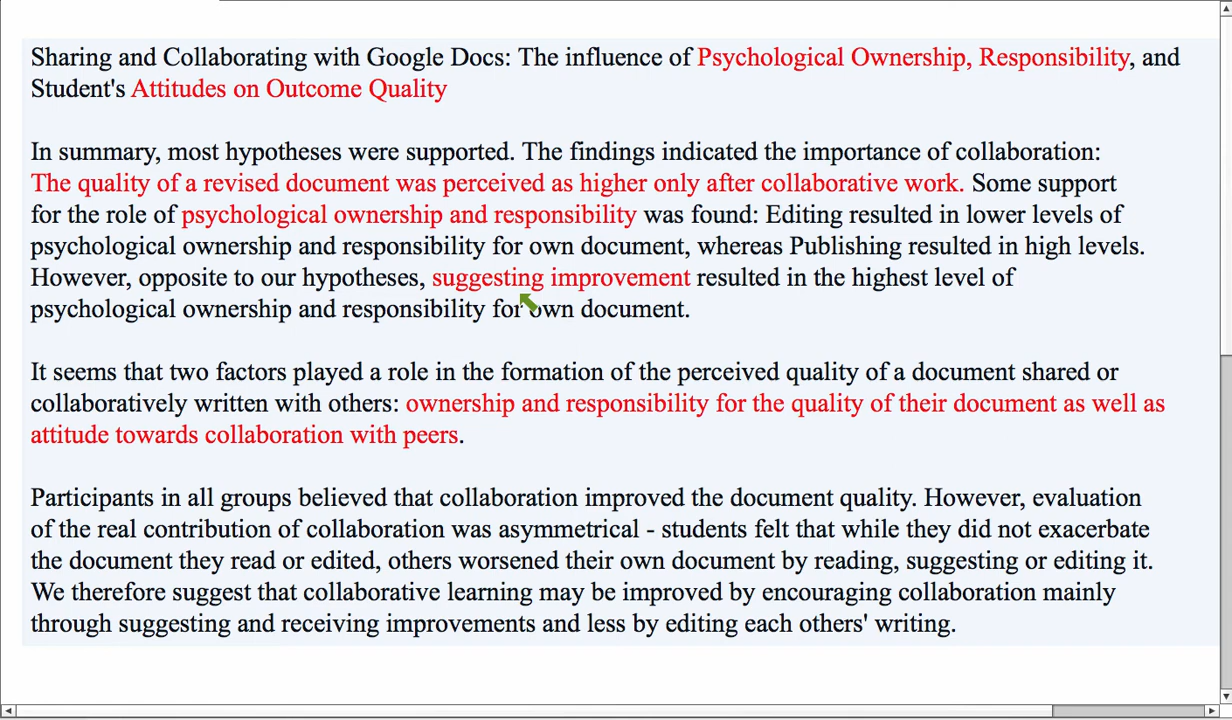 Sharing and Collaborating with Google Docs: The influence of Psychological Ownership, Responsibility, and
Student's Attitudes on Outcome Quality
In summary, most hypotheses were supported. The findings indicated the importance of collaboration:
The quality of a revised document was perceived as higher only after collaborative work. Some support
for the role of psychological ownership and responsibility was found: Editing resulted in lower levels of
psychological ownership and responsibility for own document, whereas Publishing resulted in high levels.
However, opposite to our hypotheses, suggesting improvement resulted in the highest level of
psychological ownership and responsibility for own document.
It seems that two factors played a role in the formation of the perceived quality of a document shared or
collaboratively written with others: ownership and responsibility for the quality of their document as well as
attitude towards collaboration with peers.
Participants in all groups believed that collaboration improved the document quality. However, evaluation
of the real contribution of collaboration was asymmetrical - students felt that while they did not exacerbate
the document they read or edited, others worsened their own document by reading, suggesting or editing it.
We therefore suggest that collaborative learning may be improved by encouraging collaboration mainly
through suggesting and receiving improvements and less by editing each others' writing.